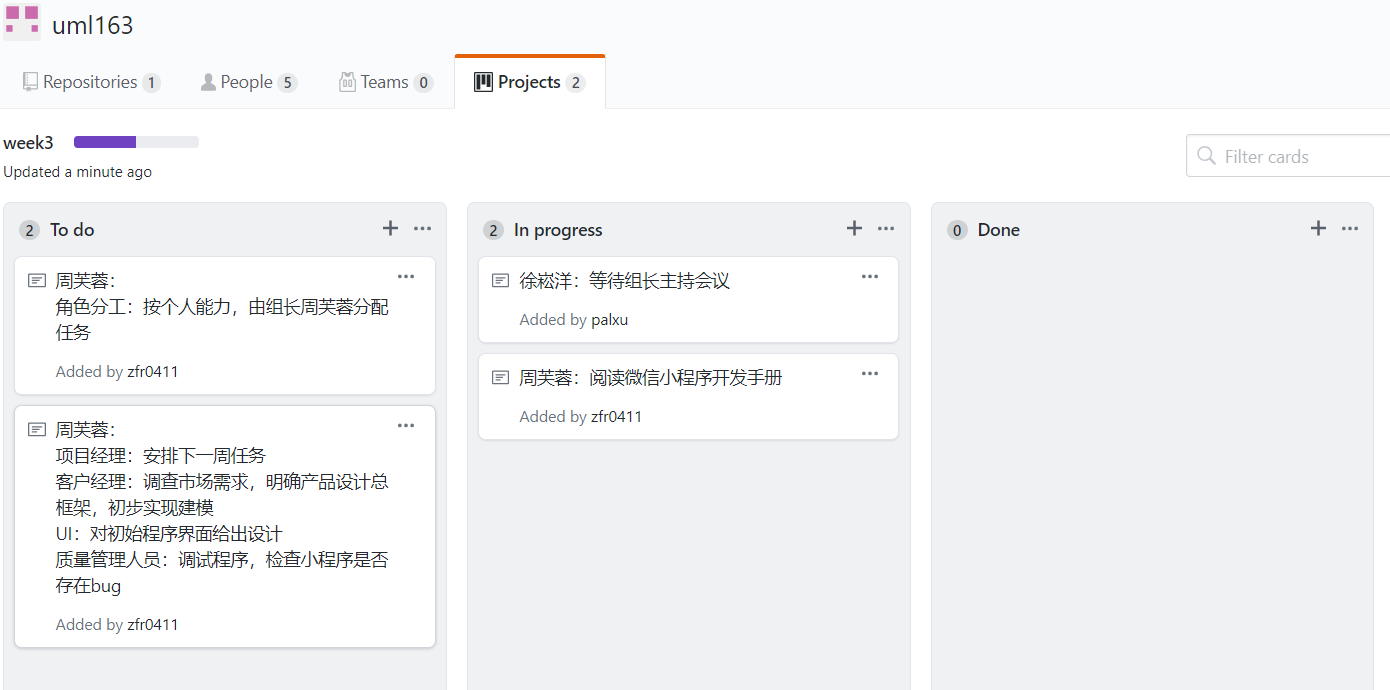 uml163
Repositories 1 People 5 Teams 0 Projects 2
week3
Updated a minute ago
Filter cards
2 To do
周芙蓉：
角色分工：按个人能力，由组长周芙蓉分配
任务
Added by zfr0411
周芙蓉：
项目经理：安排下一周任务
客户经理：调查市场需求，明确产品设计总
框架，初步实现建模
UI：对初始程序界面给出设计
质量管理人员：调试程序，检查小程序是否
存在bug
Added by zfr0411
2 In progress
徐崧洋：等待组长主持会议
Added by palxu
周芙蓉：阅读微信小程序开发手册
Added by zfr0411
0 Done